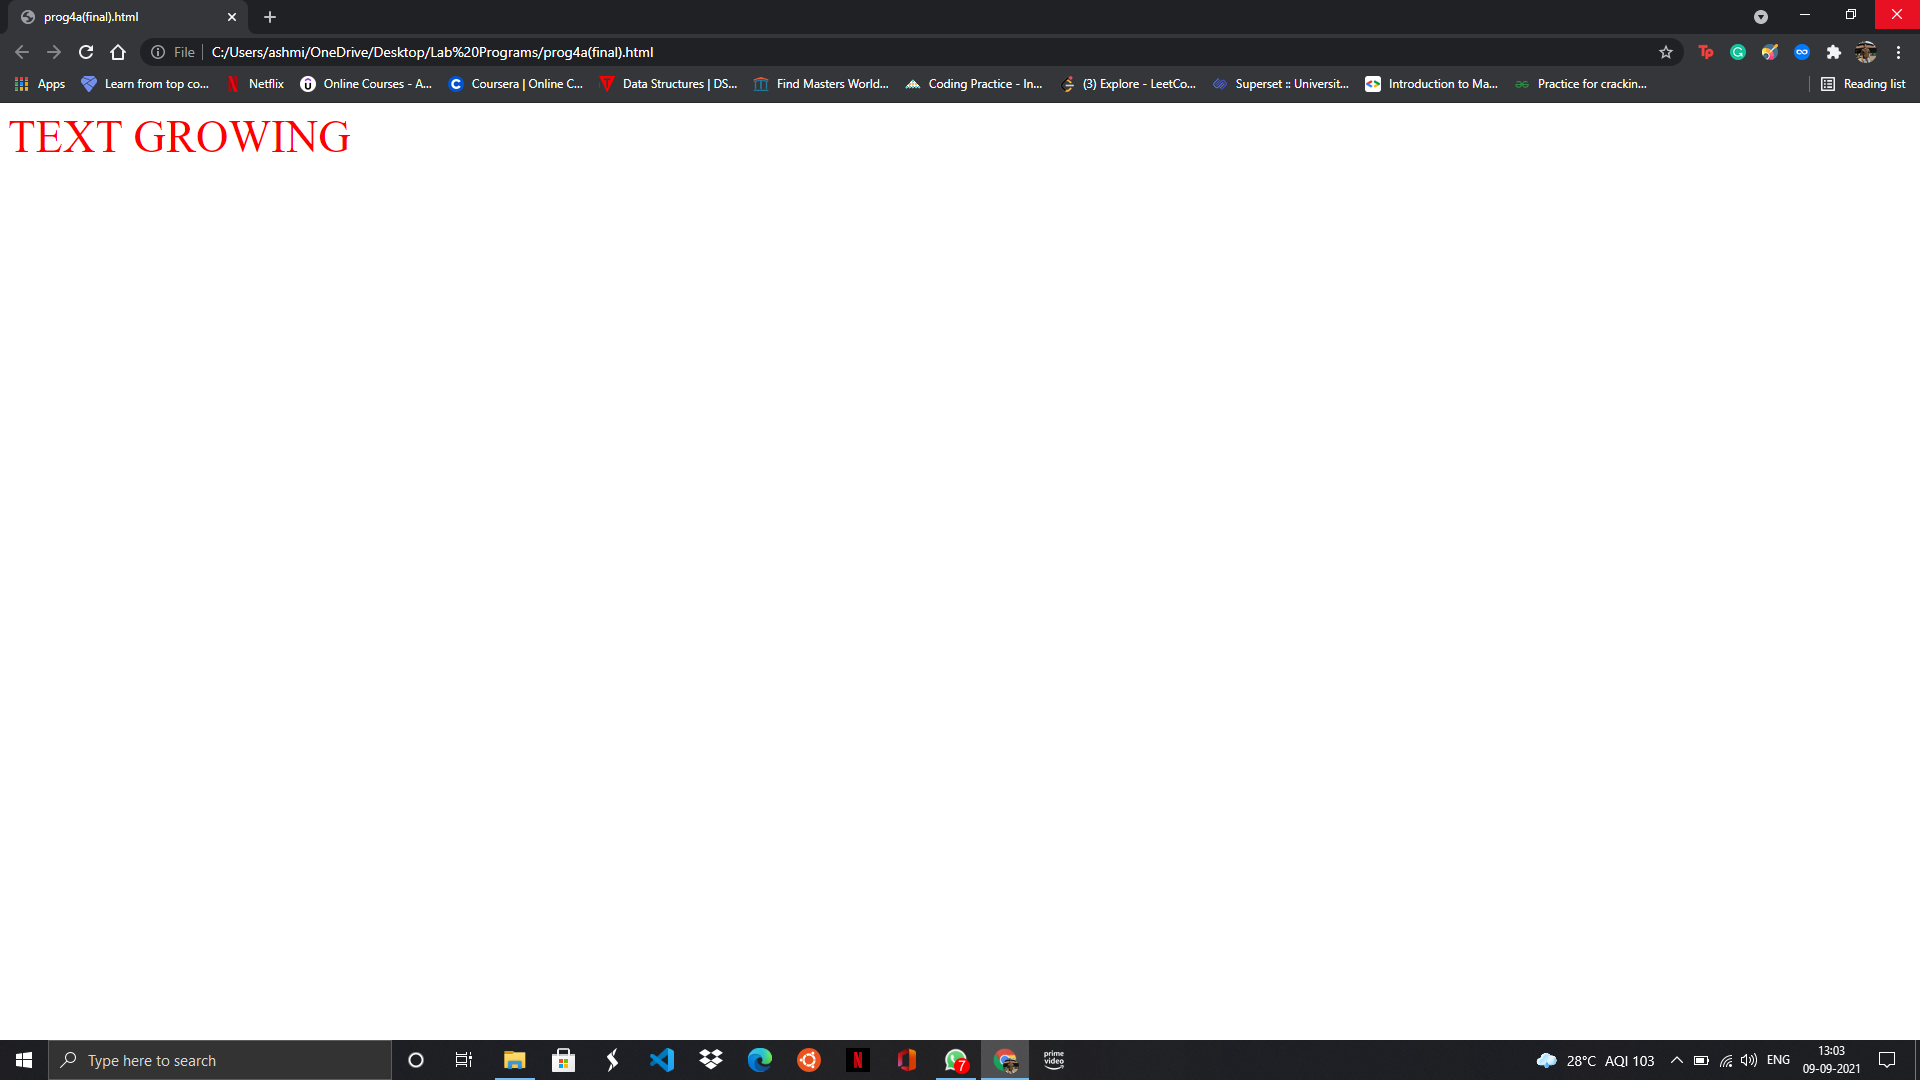 prog4a(final).html
File C:/Users/ashmi/OneDrive/Desktop/Lab%20Programs/prog4a(final).html
Apps Learn from top co... Netflix Online Courses - A... Coursera | Online C... Data Structures | DS... Find Masters World... Coding Practice - In... (3) Explore - LeetCo... Superset :: Universit... Introduction to Ma... Practice for crackin... Reading list
TEXT GROWING
Type here to search
7
prime
video
28°C AQI 103
ENG
13:03
09-09-2021